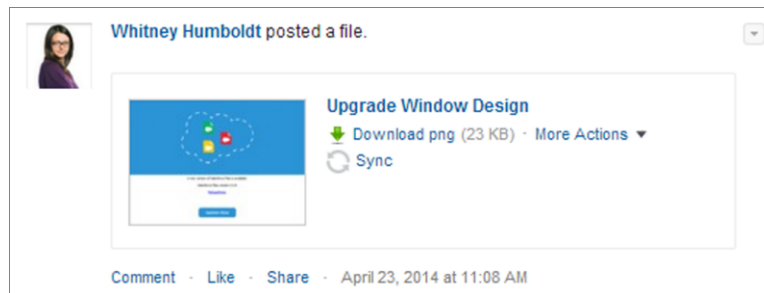 Whitney Humboldt posted a file.
Upgrade Window Design
Download png (23 KB) · More Actions ▼
Sync
Comment · Like · Share · April 23, 2014 at 11:08 AM